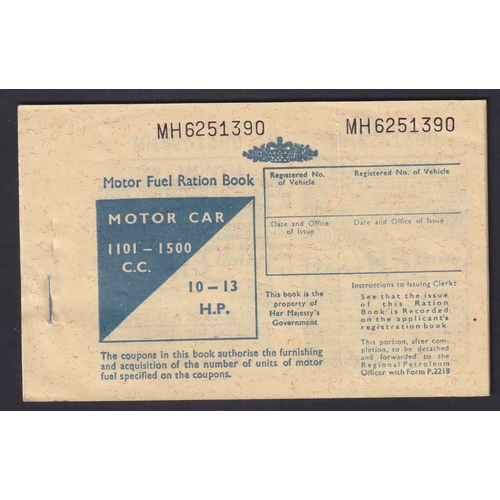 MH6251390 MH6251390
Motor Fuel Ration Book
MOTOR CAR
1101 – 1500
C.C.
10 – 13
H.P.
The coupons in this book authorise the furnishing
and acquisition of the number of units of motor
fuel specified on the coupons.
Registered No.
of Vehicle
Date and Office
of Issue
This book is the
property of
Her Majesty's
Government
Registered No. of Vehicle
Date and Office of Issue
Instructions to Issuing Clerk:
See that the issue
of this Ration
Book is Recorded
on the applicant's
registration book.
This portion, after com-
pletion, to be detached
and forwarded to the
Regional Petroleum
Officer with Form P.2218